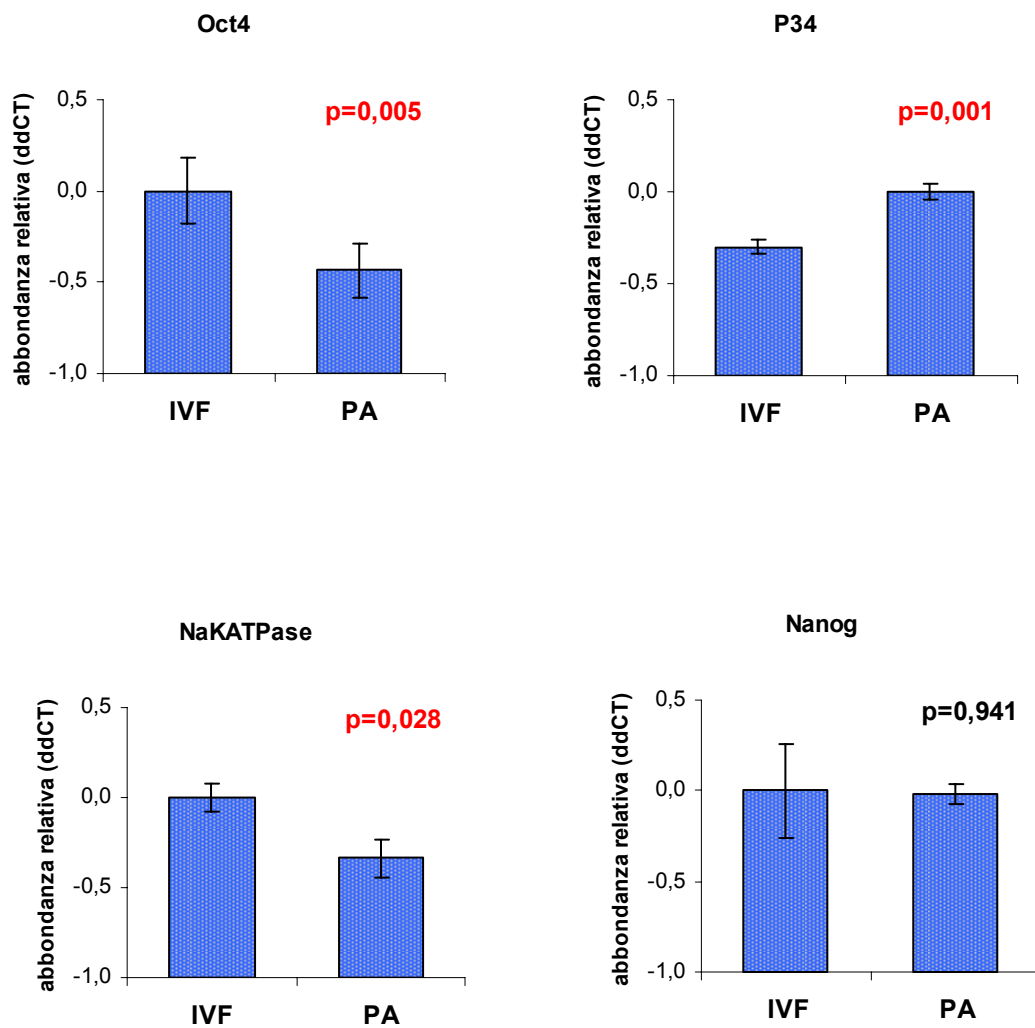 Oct4
abbondanza relativa (ddCT)
0,5
0,0
-0,5
-1,0
p=0,005
IVF
PA
P34
abbondanza relativa (ddCT)
0,5
0,0
-0,5
-1,0
p=0,001
IVF
PA
NaKATPase
abbondanza relativa (ddCT)
0,5
0,0
-0,5
-1,0
p=0,028
IVF
PA
Nanog
abbondanza relativa (ddCT)
0,5
0,0
-0,5
-1,0
p=0,941
IVF
PA